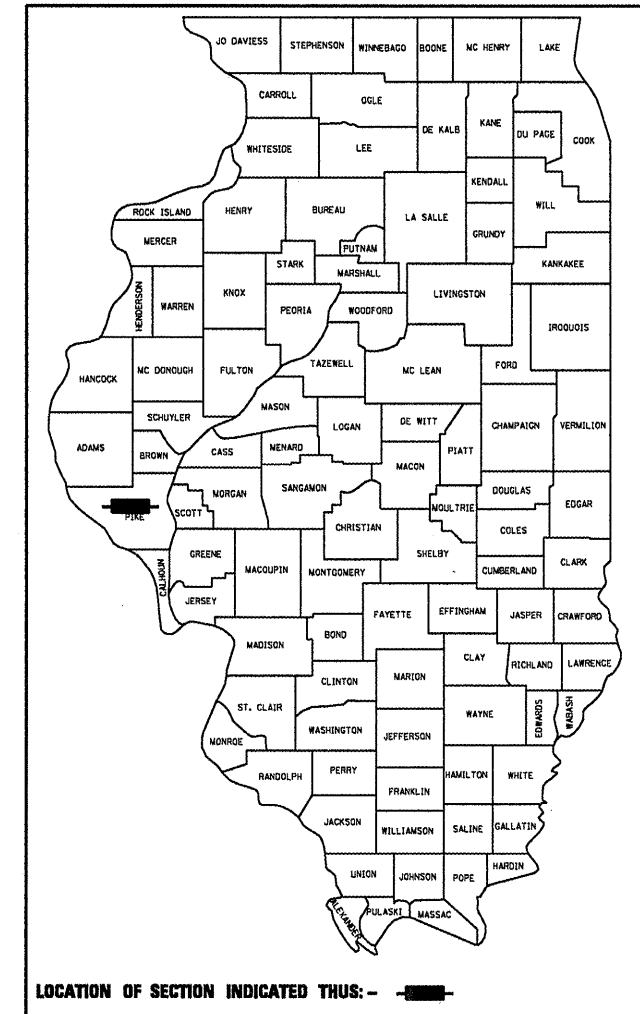 JO DAVIESS STEPHENSON WINNEBAGO BOONE MC HENRY LAKE
CARROLL OGLE DE KALB KANE DU PAGE COOK
WHITESIDE LEE KENDALL WILL
ROCK ISLAND HENRY BUREAU LA SALLE GRUNDY
MERCER PUTNAM KANKAKEE
STARK MARSHALL
HENDERSON WARREN KNOX PEORIA WOODFORD LIVINGSTON IROQUOIS
HANCOCK MC DONOUGH FULTON TAZEWELL MC LEAN FORD
SCHUYLER MASON LOGAN DE WITT CHAMPAIGN VERMILION
ADAMS BROWN CASS MENARD MACON PIATT
PIKE SCOTT MORGAN SANGAMON MOULTRIE DOUGLAS EDGAR
CHRISTIAN COLES
GREENE MACOUPIN MONTGOMERY SHELBY CUMBERLAND CLARK
CALHOUN JERSEY FAYETTE EFFINGHAM JASPER CRAWFORD
MADISON BOND CLAY RICHLAND LAWRENCE
CLINTON MARION
ST. CLAIR WAYNE EDWARDS WABASH
MONROE WASHINGTON JEFFERSON
RANDOLPH PERRY HAMILTON WHITE
FRANKLIN
JACKSON WILLIAMSON SALINE GALLATIN
UNION JOHNSON POPE HARDIN
ALEXANDER PULASKI MASSAC
LOCATION OF SECTION INDICATED THUS: –